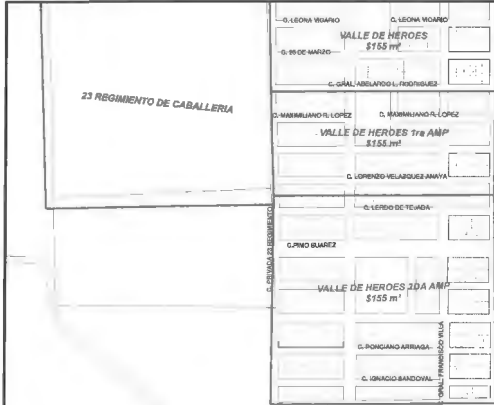 C. LEONA VICARIO
C. LEONA VICARIO
VALLE DE HEROES
$155 m²
C. 25 DE MARZO
C. GRAL. ABELARDO L. RODRIGUEZ
23 REGIMIENTO DE CABALLERIA
C. MAXIMILIANO R. LOPEZ
C. MAXIMILIANO R. LOPEZ
VALLE DE HEROES 1ra AMP
$155 m²
C. LORENZO VELAZQUEZ ANAYA
C. LERDO DE TEJADA
C. PRIVADA 23 REGIMIENTO
C.PINO SUAREZ
VALLE DE HEROES 2DA AMP
$155 m²
C. PONCIANO ARRIAGA
C. GRAL. FRANCISCO VILLA
C. IGNACIO SANDOVAL